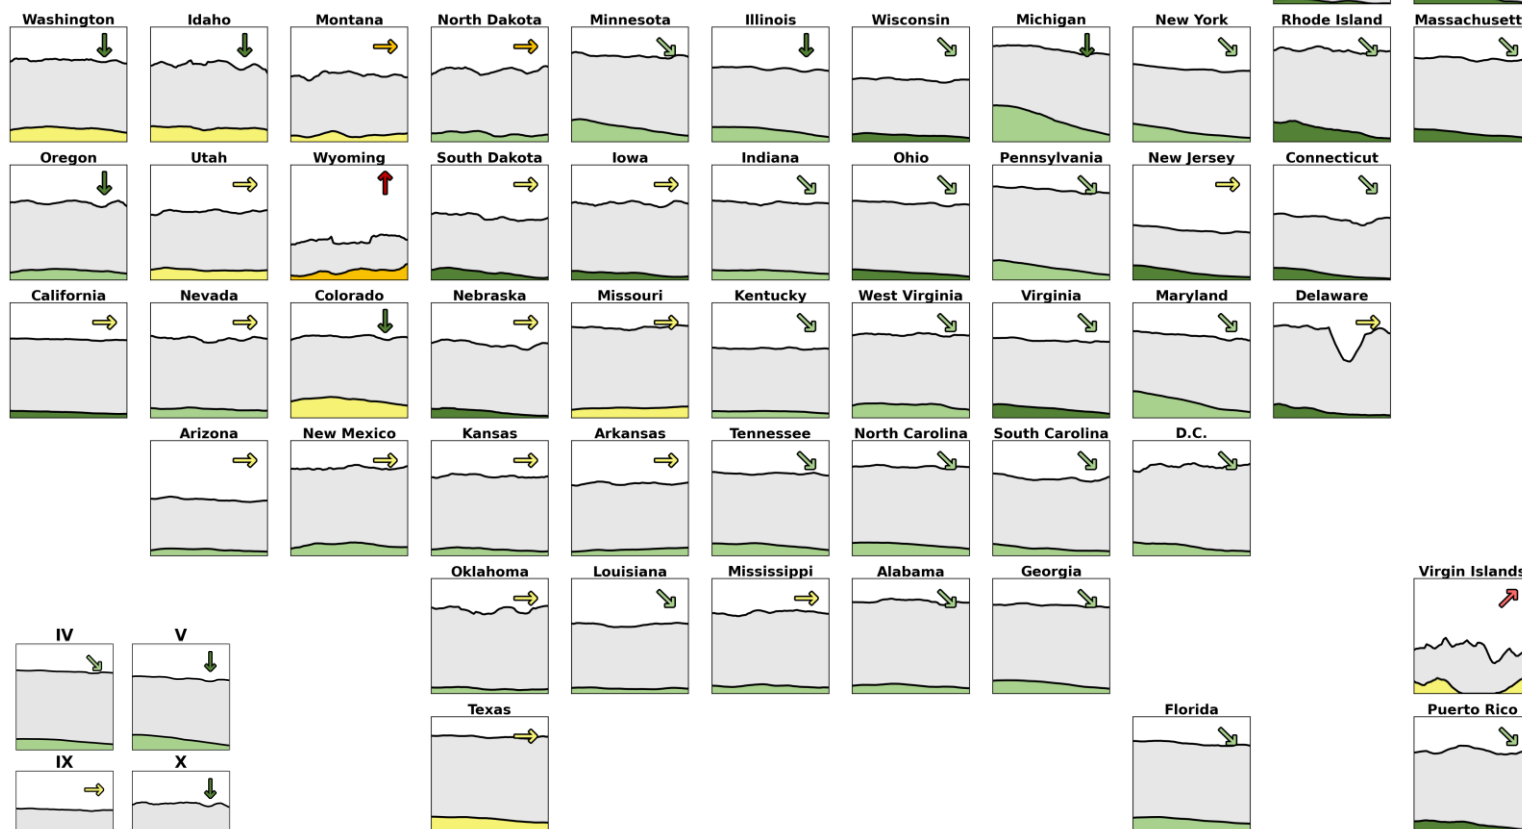 Washington Idaho Montana North Dakota Minnesota Illinois Wisconsin Michigan New York Rhode Island Massachusett
Oregon Utah Wyoming South Dakota Iowa Indiana Ohio Pennsylvania New Jersey Connecticut
California Nevada Colorado Nebraska Missouri Kentucky West Virginia Virginia Maryland Delaware
Arizona New Mexico Kansas Arkansas Tennessee North Carolina South Carolina D.C.
Oklahoma Louisiana Mississippi Alabama Georgia Virgin Islands
IV V
Texas Florida Puerto Rico
IX X